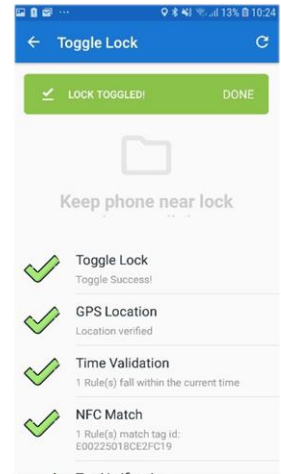 13% 10:24
Toggle Lock
LOCK TOGGLED! DONE
Keep phone near lock
Toggle Lock
Toggle Success!
GPS Location
Location verified
Time Validation
1 Rule(s) fall within the current time
NFC Match
1 Rule(s) match tag id:
E00225018CE2FC19